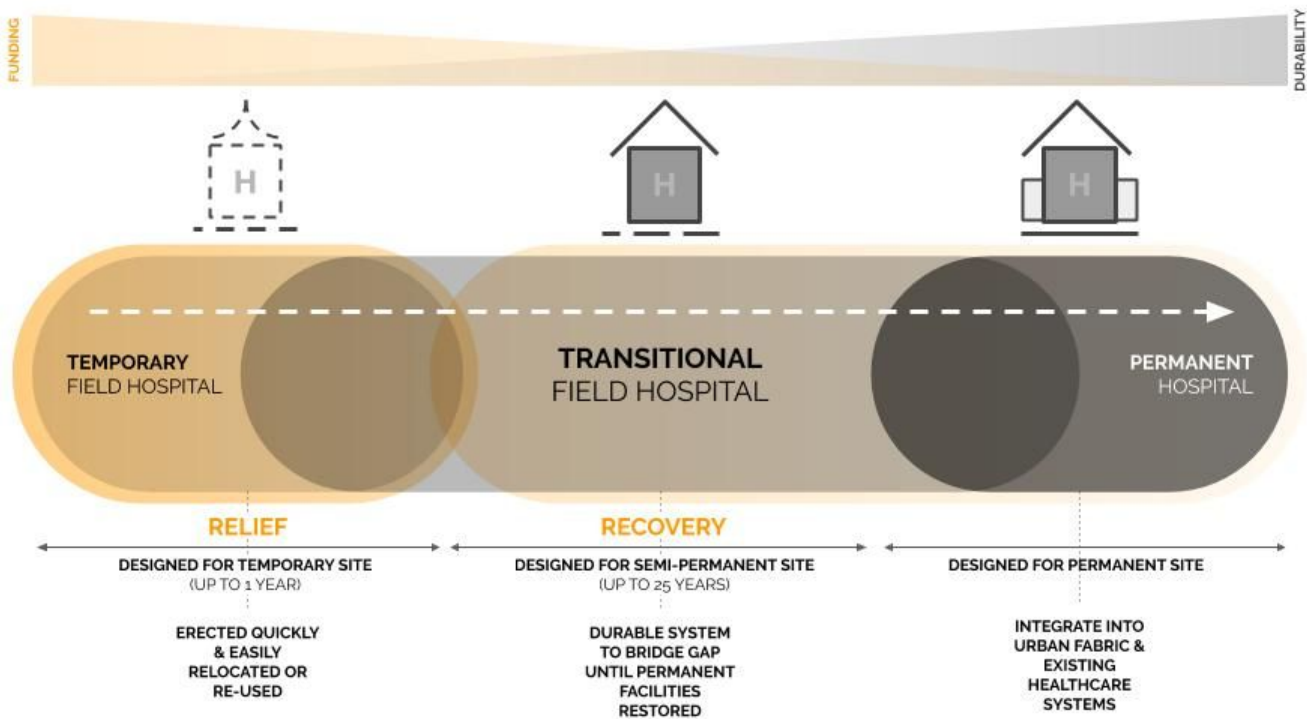 FUNDING
DURABILITY
H
H
H
TEMPORARY
FIELD HOSPITAL
TRANSITIONAL
FIELD HOSPITAL
PERMANENT
HOSPITAL
RELIEF
RECOVERY
DESIGNED FOR TEMPORARY SITE
(UP TO 1 YEAR)
DESIGNED FOR SEMI-PERMANENT SITE
(UP TO 25 YEARS)
DESIGNED FOR PERMANENT SITE
ERECTED QUICKLY
& EASILY
RELOCATED OR
RE-USED
DURABLE SYSTEM
TO BRIDGE GAP
UNTIL PERMANENT
FACILITIES
RESTORED
INTEGRATE INTO
URBAN FABRIC &
EXISTING
HEALTHCARE
SYSTEMS